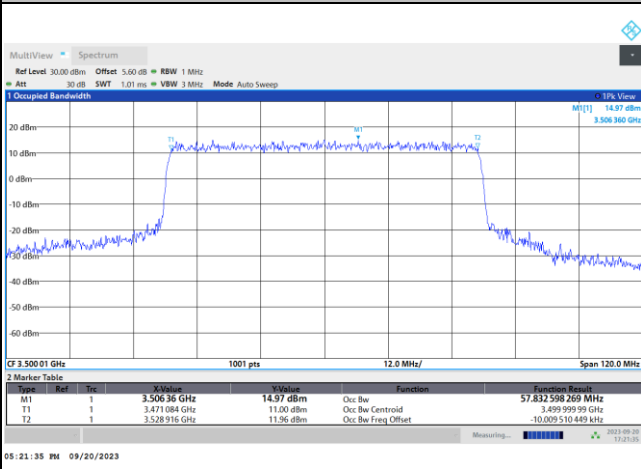 MultiView Spectrum
Ref Level 30.00 dBm Offset 5.60 dB RBW 1 MHz
Att 30 dB SWT 1.01 ms VBW 3 MHz Mode Auto Sweep
1 Occupied Bandwidth 1Pk View
M1[1] 14.97 dBm
3.506 360 GHz
20 dBm
T1 M1 T2
10 dBm
0 dBm
-10 dBm
-20 dBm
-30 dBm
-40 dBm
-50 dBm
-60 dBm
CF 3.500 01 GHz 1001 pts 12.0 MHz/ Span 120.0 MHz
2 Marker Table
Type Ref Trc X-Value Y-Value Function Function Result
M1 1 3.506 36 GHz 14.97 dBm Occ Bw 57.832 598 269 MHz
T1 1 3.471 084 GHz 11.00 dBm Occ Bw Centroid 3.499 999 99 GHz
T2 1 3.528 916 GHz 11.96 dBm Occ Bw Freq Offset -10.009 510 449 kHz
Measuring... 2023-09-20
17:21:35
05:21:35 PM 09/20/2023